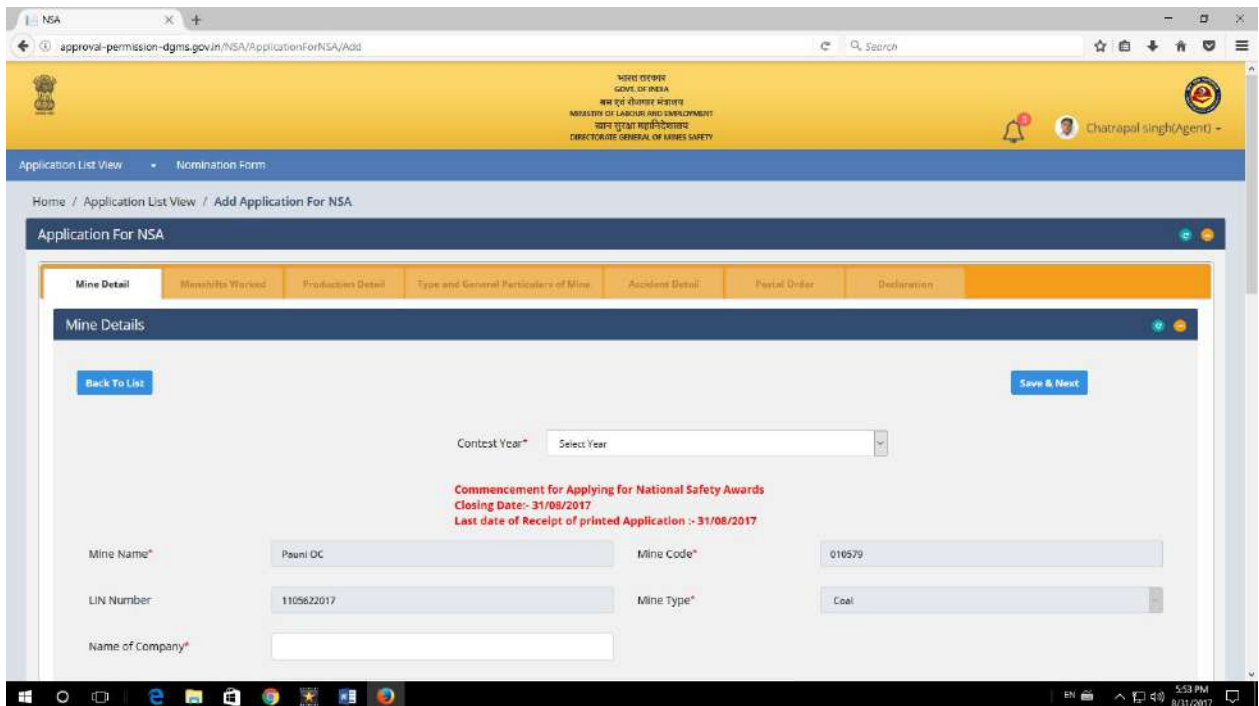 NSA
approval-permission-dgms.gov.in/NSA/ApplicationForNSA/Add
Search
भारत सरकार
GOVT. OF INDIA
श्रम एवं रोजगार मंत्रालय
MINISTRY OF LABOUR AND EMPLOYMENT
खान सुरक्षा महानिदेशालय
DIRECTORATE GENERAL OF MINES SAFETY
Chatrapal singh(Agent)
Application List View Nomination Form
Home / Application List View / Add Application For NSA
Application For NSA
Mine Detail Manshifts Worked Production Detail Type and General Particulars of Mine Accident Detail Postal Order Declaration
Mine Details
Back To List Save & Next
Contest Year* Select Year
Commencement for Applying for National Safety Awards
Closing Date:- 31/08/2017
Last date of Receipt of printed Application :- 31/08/2017
Mine Name* Pauni OC Mine Code* 010579
LIN Number 1105622017 Mine Type* Coal
Name of Company*
EN 5:53 PM
8/31/2017